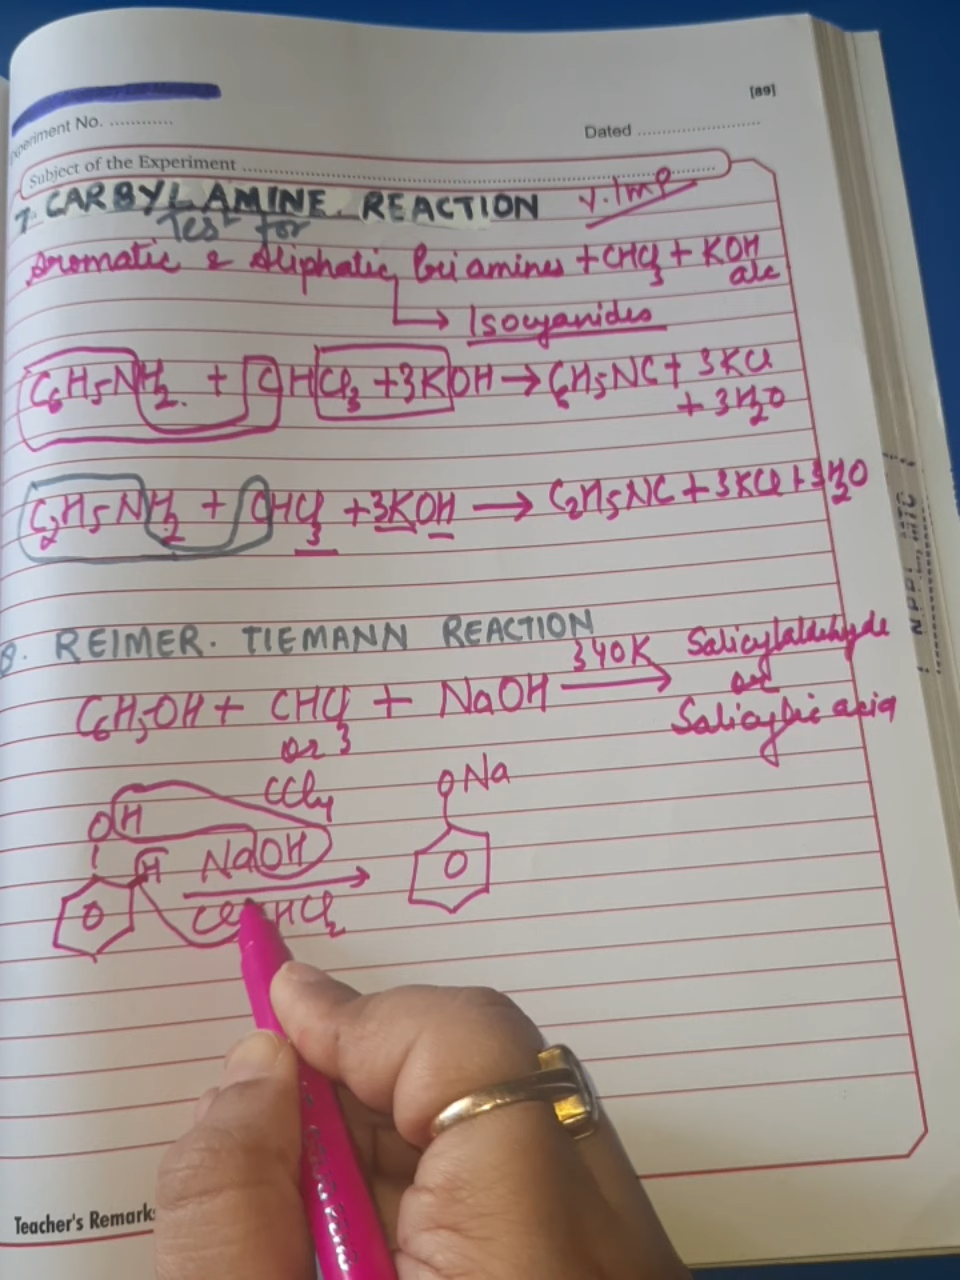 [89]
Experiment No. ............
Dated ........................
Subject of the Experiment ........................
7. CARBYLAMINE REACTION V.Imp
Test for
Aromatic & Aliphatic pri amines + CHCl3 + KOH
alc
Isocyanides
C6H5NH2 + CHCl3 + 3KOH → C6H5NC + 3KCl
+ 3H2O
C2H5NH2 + CHCl3 + 3KOH → C2H5NC + 3KCl + 3H2O
8. REIMER. TIEMANN REACTION
340K Salicylaldehyde
C6H5OH + CHCl3 + NaOH → or
or Salicylic acid
CCl4
ONa
OH
H NaOH
CHCl2
Teacher's Remark